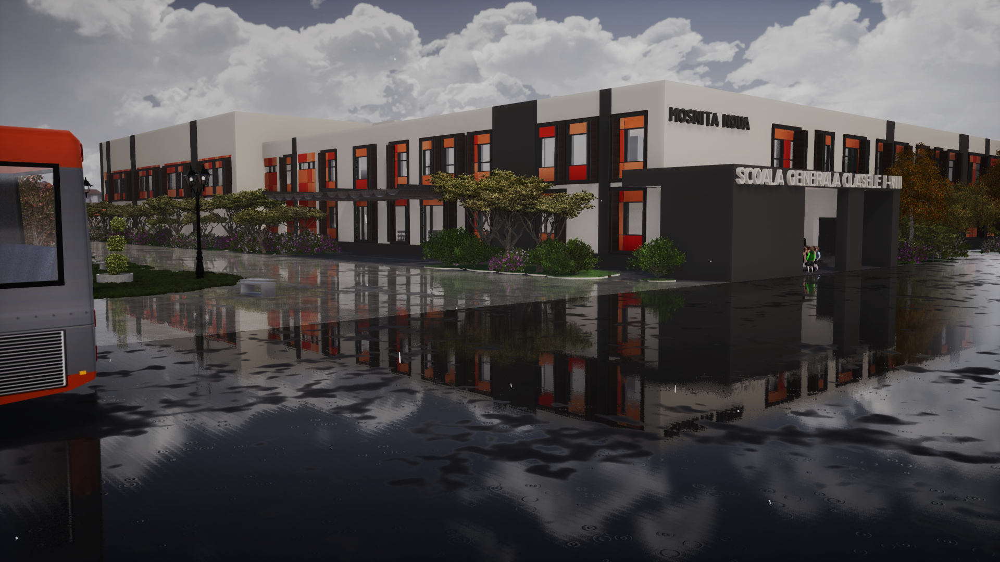 MOSNITA NOUA
SCOALA GENERALA CLASELE I-VIII